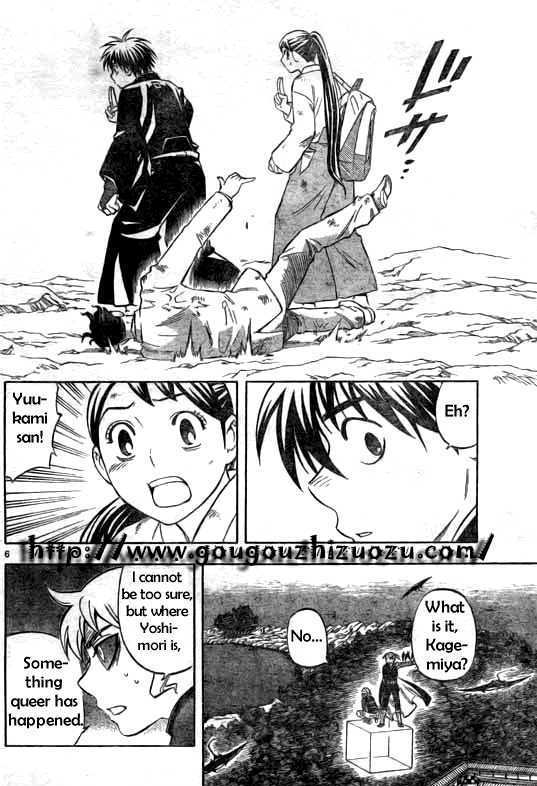 ドサッ…
Eh?
Yuu-
kami
san!
6
http://www.gougouzhizuozu.com/
What
is it,
Kage-
miya?
No...
I cannot
be too sure,
but where
Yoshi-
mori is,
Some-
thing
queer has
happened..